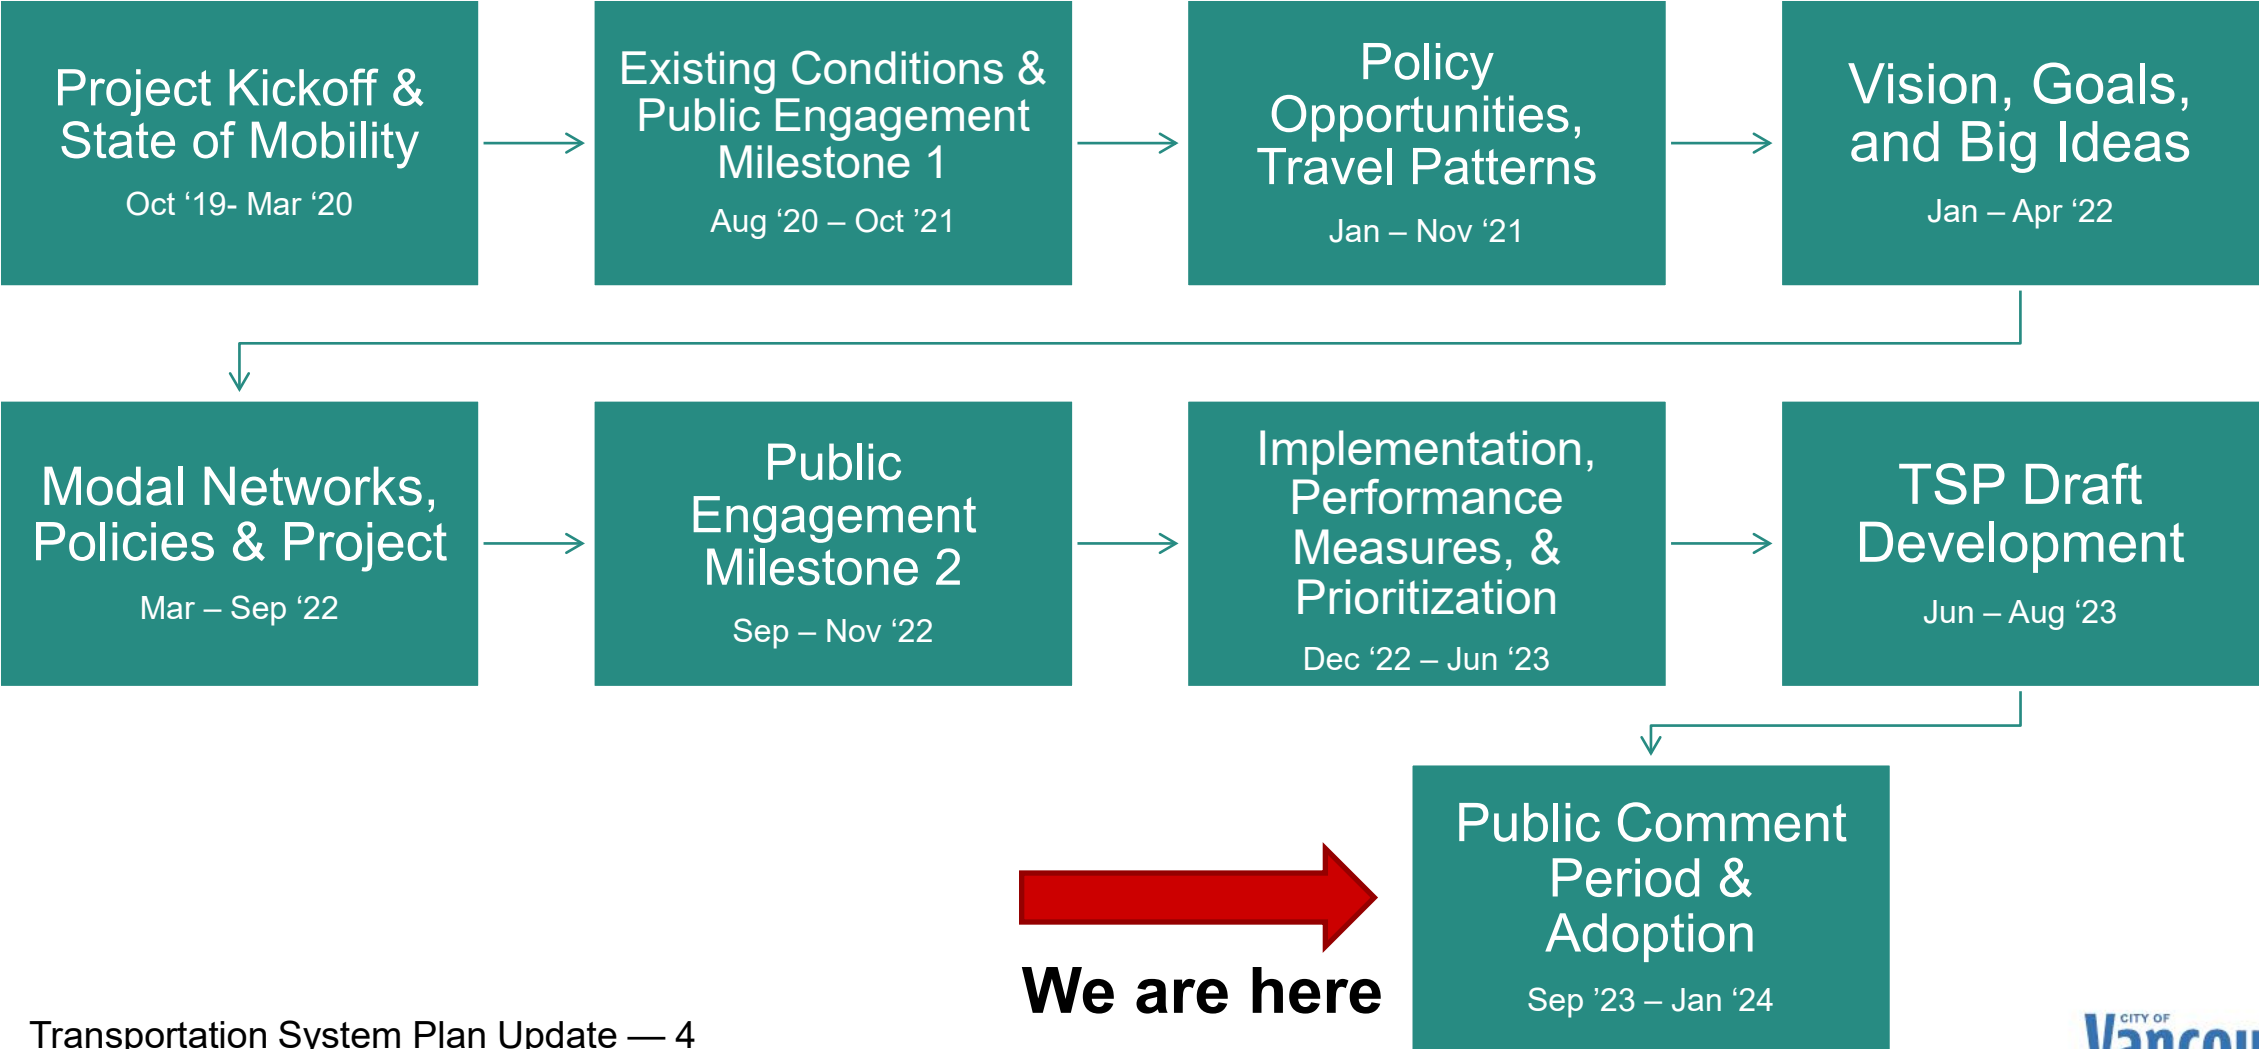 Project Kickoff &
State of Mobility
Oct ‘19- Mar ‘20
Existing Conditions &
Public Engagement
Milestone 1
Aug ‘20 – Oct ’21
Policy
Opportunities,
Travel Patterns
Jan – Nov ‘21
Vision, Goals,
and Big Ideas
Jan – Apr ‘22
Modal Networks,
Policies & Project
Mar – Sep ‘22
Public
Engagement
Milestone 2
Sep – Nov ‘22
Implementation,
Performance
Measures, &
Prioritization
Dec ‘22 – Jun ‘23
TSP Draft
Development
Jun – Aug ‘23
Public Comment
Period &
Adoption
Sep ’23 – Jan ‘24
We are here
Transportation System Plan Update — 4
CITY OF